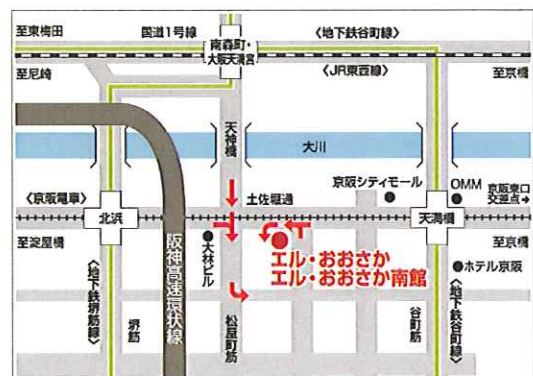 至東梅田
国道1号線
〈地下鉄谷町線〉
南森町・
大阪天満宮
至尼崎
〈JR東西線〉
至京橋
天神橋
大川
京阪シティモール
OMM
京阪東口
交差点→
〈京阪電車〉
土佐堀通
北浜
天満橋
至淀屋橋
至京橋
大林ビル
エル・おおさか
エル・おおさか南館
ホテル京阪
阪神高速環状線
〈地下鉄堺筋線〉
堺筋
松屋町筋
谷町筋
〈地下鉄谷町線〉